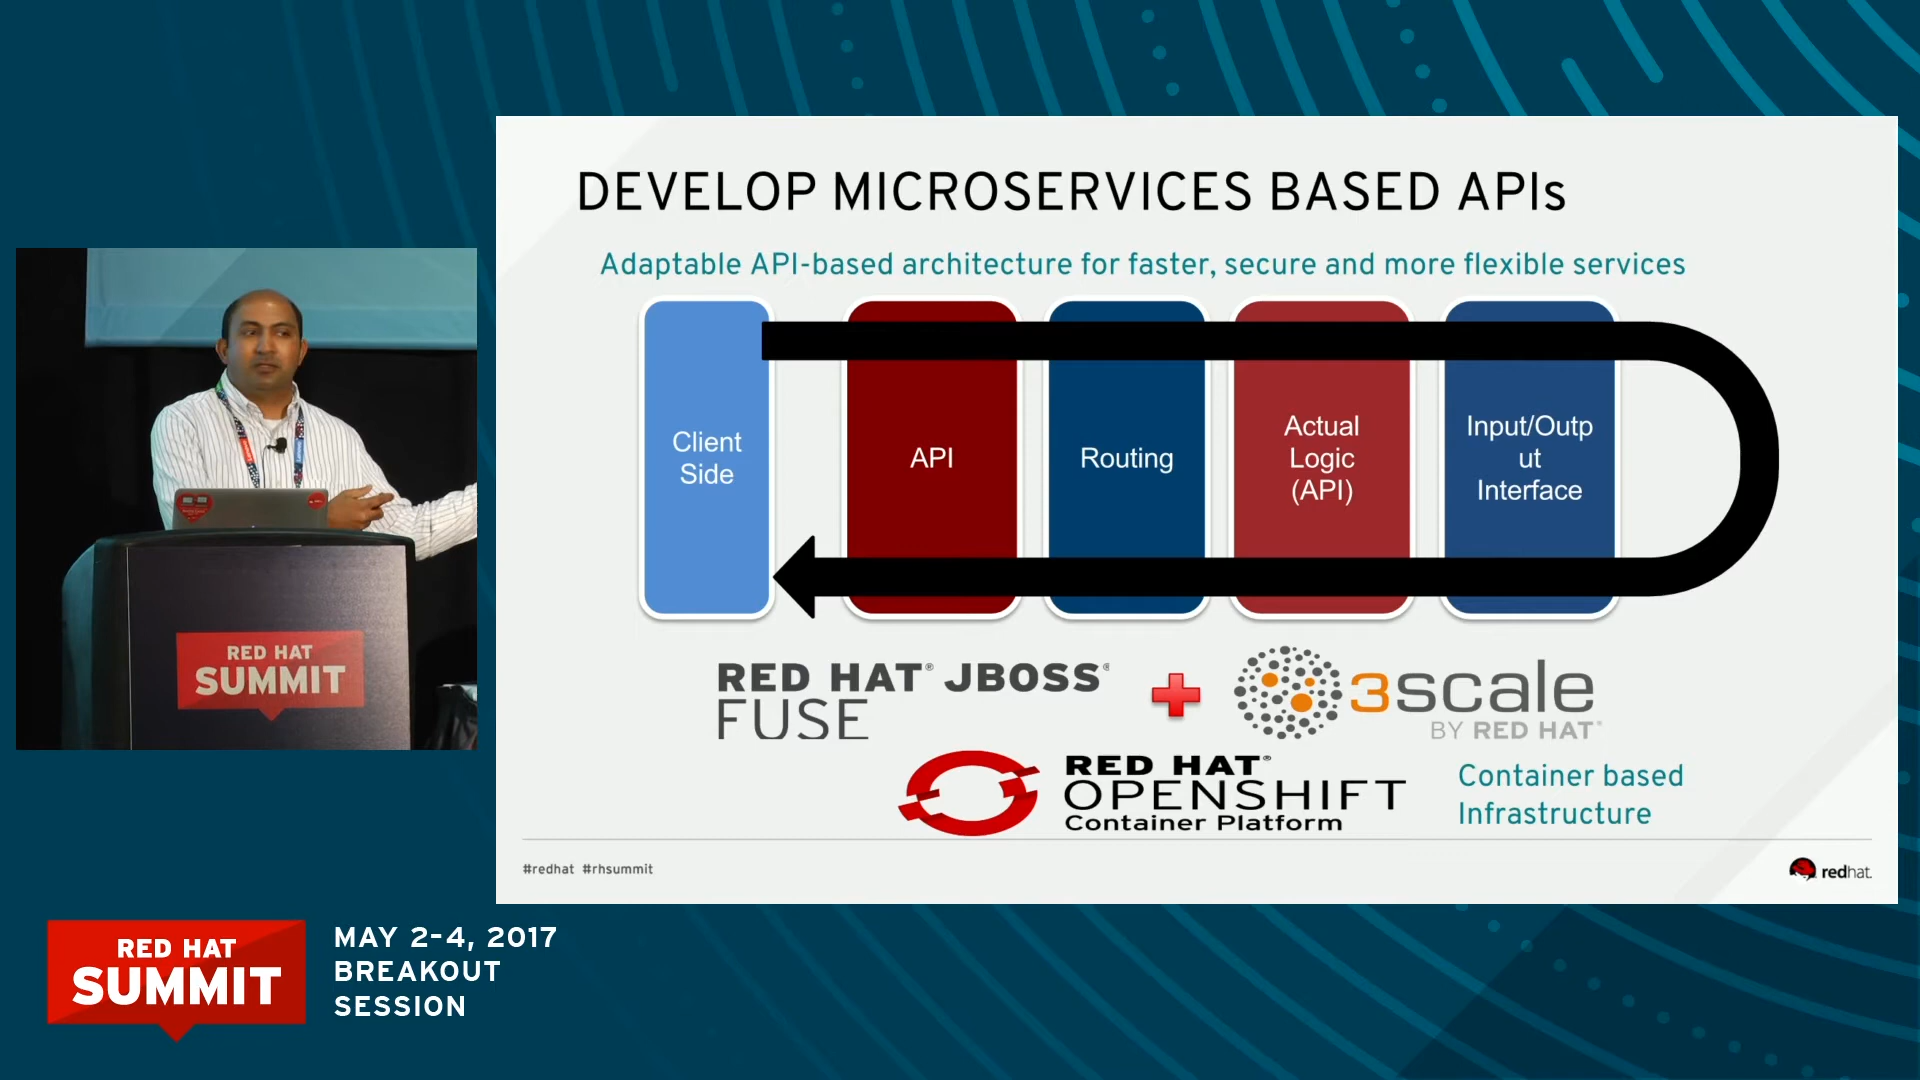 DEVELOP MICROSERVICES BASED APIs
Adaptable API-based architecture for faster, secure and more flexible services
Client
Side
API
Routing
Actual
Logic
(API)
Input/Outp
ut
Interface
RED HAT® JBOSS®
FUSE
3scale
BY RED HAT®
RED HAT®
OPENSHIFT
Container Platform
Container based
Infrastructure
#redhat #rhsummit
redhat.
RED HAT
SUMMIT
RED HAT
SUMMIT
MAY 2-4, 2017
BREAKOUT
SESSION